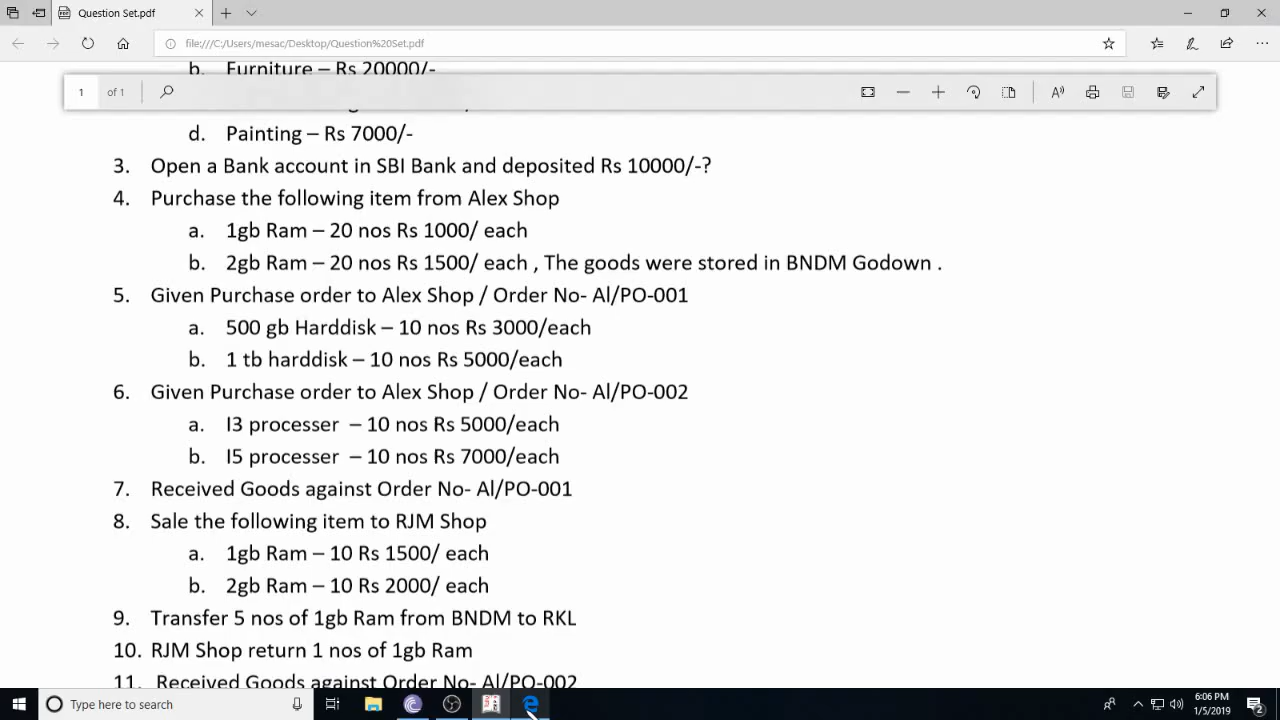 Question Set.pdf
file:///C:/Users/mesac/Desktop/Question%20Set.pdf
b. Furniture – Rs 20000/-
1 of 1
d. Painting – Rs 7000/-
3. Open a Bank account in SBI Bank and deposited Rs 10000/-?
4. Purchase the following item from Alex Shop
a. 1gb Ram – 20 nos Rs 1000/ each
b. 2gb Ram – 20 nos Rs 1500/ each , The goods were stored in BNDM Godown .
5. Given Purchase order to Alex Shop / Order No- Al/PO-001
a. 500 gb Harddisk – 10 nos Rs 3000/each
b. 1 tb harddisk – 10 nos Rs 5000/each
6. Given Purchase order to Alex Shop / Order No- Al/PO-002
a. I3 processer – 10 nos Rs 5000/each
b. I5 processer – 10 nos Rs 7000/each
7. Received Goods against Order No- Al/PO-001
8. Sale the following item to RJM Shop
a. 1gb Ram – 10 Rs 1500/ each
b. 2gb Ram – 10 Rs 2000/ each
9. Transfer 5 nos of 1gb Ram from BNDM to RKL
10. RJM Shop return 1 nos of 1gb Ram
11. Received Goods against Order No- Al/PO-002
Type here to search
6:06 PM
1/5/2019
2